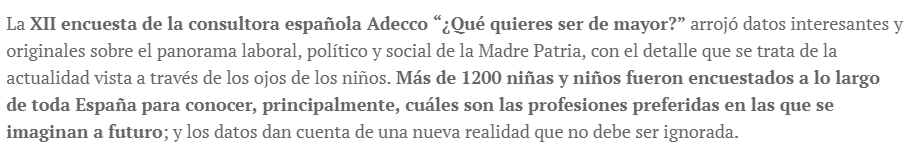 La XII encuesta de la consultora española Adecco “¿Qué quieres ser de mayor?” arrojó datos interesantes y
originales sobre el panorama laboral, político y social de la Madre Patria, con el detalle que se trata de la
actualidad vista a través de los ojos de los niños. Más de 1200 niñas y niños fueron encuestados a lo largo
de toda España para conocer, principalmente, cuáles son las profesiones preferidas en las que se
imaginan a futuro; y los datos dan cuenta de una nueva realidad que no debe ser ignorada.